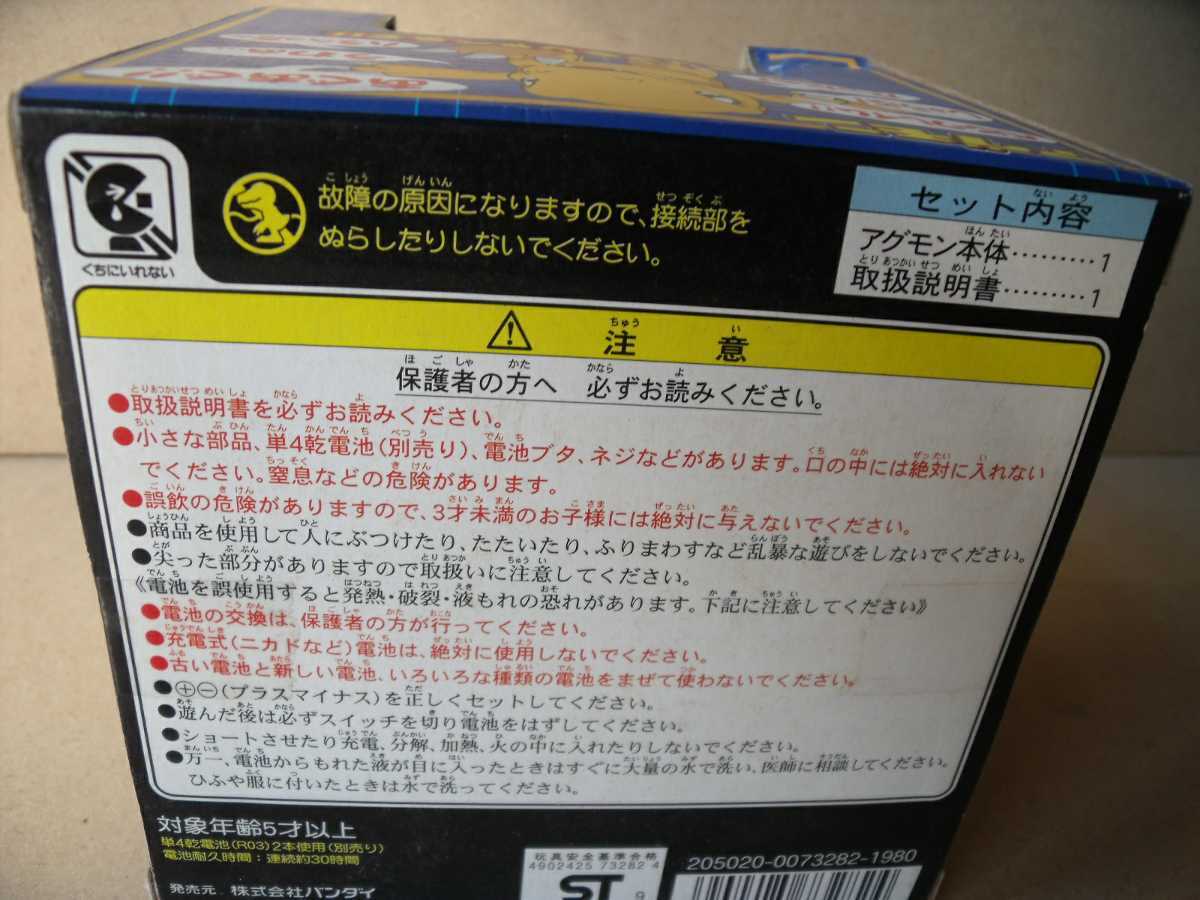 くちにいれない
故障の原因になりますので、接続部を
ぬらしたりしないでください。
セット内容
アグモン本体………1
取扱説明書………1
注意
保護者の方へ 必ずお読みください。
●取扱説明書を必ずお読みください。
●小さな部品、単4乾電池(別売り)、電池ブタ、ネジなどがあります。口の中には絶対に入れない
でください。窒息などの危険があります。
●誤飲の危険がありますので、3才未満のお子様には絶対に与えないでください。
●商品を使用して人にぶつけたり、たたいたり、ふりまわすなど乱暴な遊びをしないでください。
●尖った部分がありますので取扱いに注意してください。
《電池を誤使用すると発熱・破裂・液もれの恐れがあります。下記に注意してください》
●電池の交換は、保護者の方が行ってください。
●充電式(ニカドなど)電池は、絶対に使用しないでください。
●古い電池と新しい電池、いろいろな種類の電池をまぜて使わないでください。
●⊕⊖(プラスマイナス)を正しくセットしてください。
●遊んだ後は必ずスイッチを切り電池をはずしてください。
●ショートさせたり充電、分解、加熱、火の中に入れたりしないでください。
●万一、電池からもれた液が目に入ったときはすぐに大量の水で洗い、医師に相談してください。
ひふや服に付いたときは水で洗ってください。
対象年齢5才以上
単4乾電池(R03)2本使用(別売り)
電池耐久時間:連続約30時間
発売元 株式会社バンダイ
玩具安全基準合格
4902425 73282 4
ST
9
205020-0073282-1980